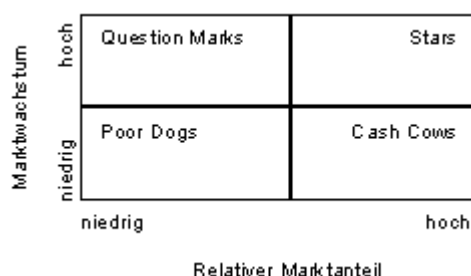 Marktwachstum
hoch
niedrig
Question Marks
Stars
Poor Dogs
Cash Cows
niedrig
hoch
Relativer Marktanteil